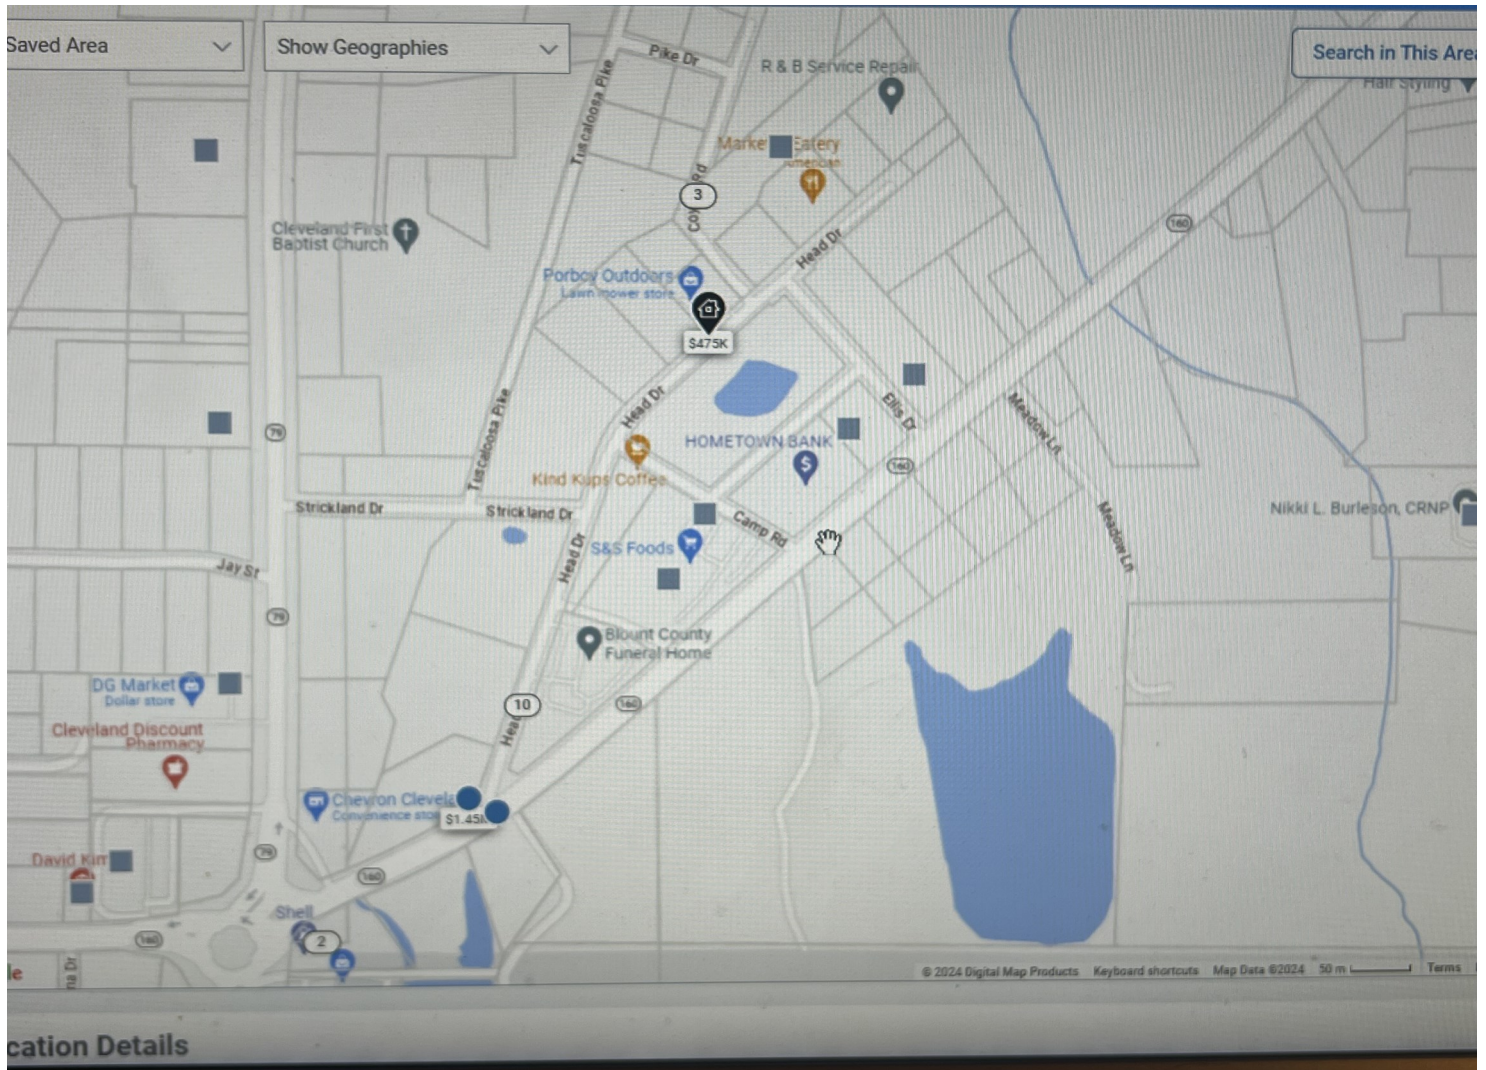 Saved Area
Show Geographies
Search in This Area
Pike Dr
R & B Service Repair
Hair Styling
Tuscaloosa Pike
Eatery
American
3
160
Cleveland First
Baptist Church
Head Dr
Porboy Outdoors
Lawn mower store
$475K
Head Dr
Ellis Dr
Meadow Ln
79
Tuscaloosa Pike
HOMETOWN BANK
160
Kind Kups Coffee
Strickland Dr
Strickland Dr
Camp Rd
Nikki L. Burleson, CRNP
Meadow Ln
Head Dr
S&S Foods
Jay St
79
Blount County
Funeral Home
DG Market
Dollar store
10
160
Cleveland Discount
Pharmacy
Chevron Clevela
Convenience stor
$1.45
79
David Kim
160
Shell
2
160
© 2024 Digital Map Products
Keyboard shortcuts
Map Data ©2024
50 m
Terms
cation Details